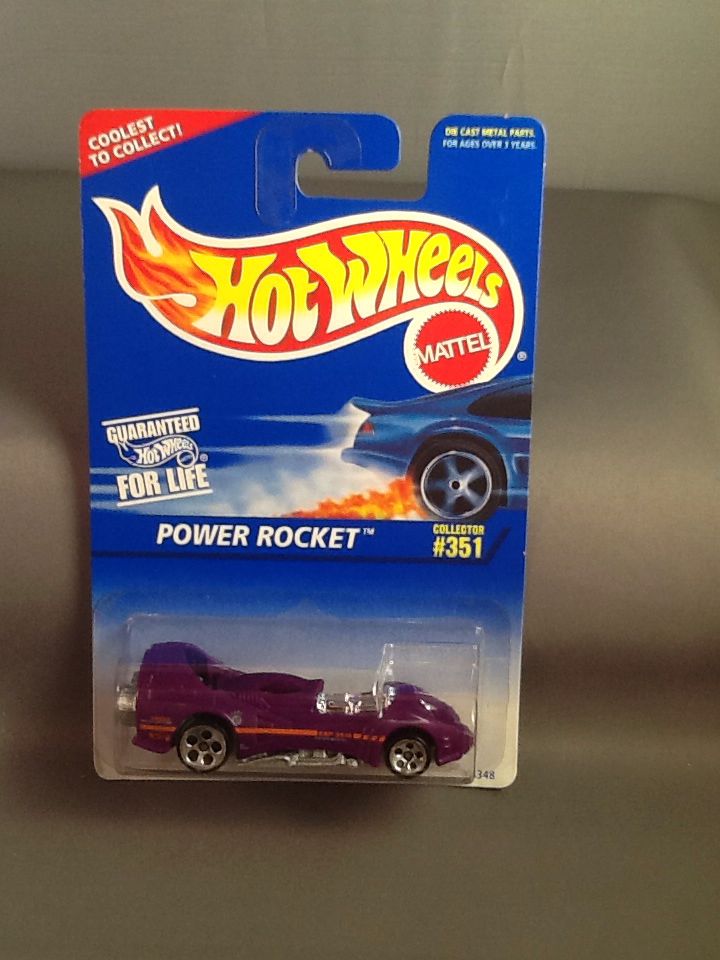 COOLEST
TO COLLECT!
DIE CAST METAL PARTS.
FOR AGES OVER 3 YEARS.
HOT WHEELS
MATTEL
®
GUARANTEED
HOT WHEELS ®
FOR LIFE
POWER ROCKET™
COLLECTOR
#351
348